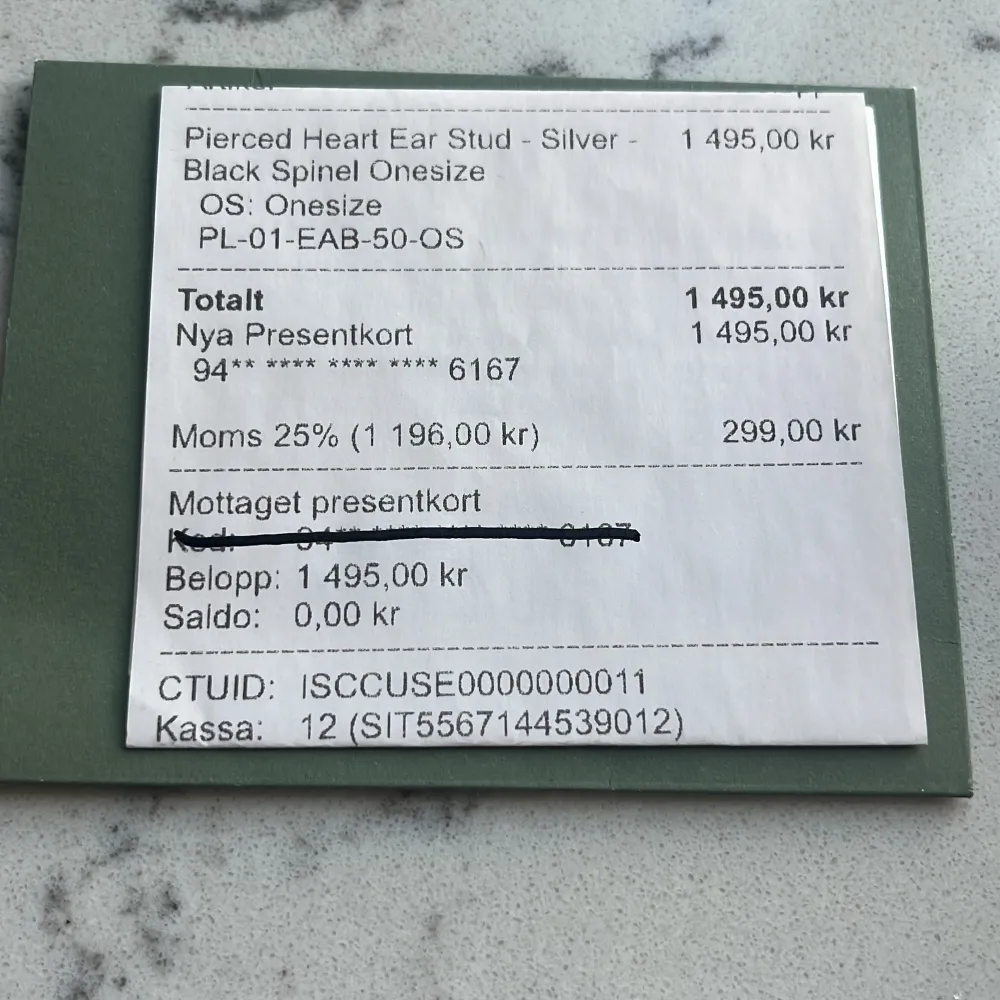 Pierced Heart Ear Stud - Silver - 1 495,00 kr
Black Spinel Onesize
OS: Onesize
PL-01-EAB-50-OS
Totalt 1 495,00 kr
Nya Presentkort 1 495,00 kr
94** **** **** **** 6167
Moms 25% (1 196,00 kr) 299,00 kr
Mottaget presentkort
Belopp: 1 495,00 kr
Saldo: 0,00 kr
CTUID: ISCCUSE0000000011
Kassa: 12 (SIT5567144539012)